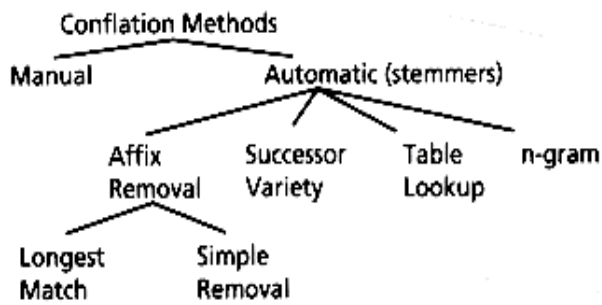 Conflation Methods
Manual
Automatic (stemmers)
Affix
Removal
Successor
Variety
Table
Lookup
n-gram
Longest
Match
Simple
Removal